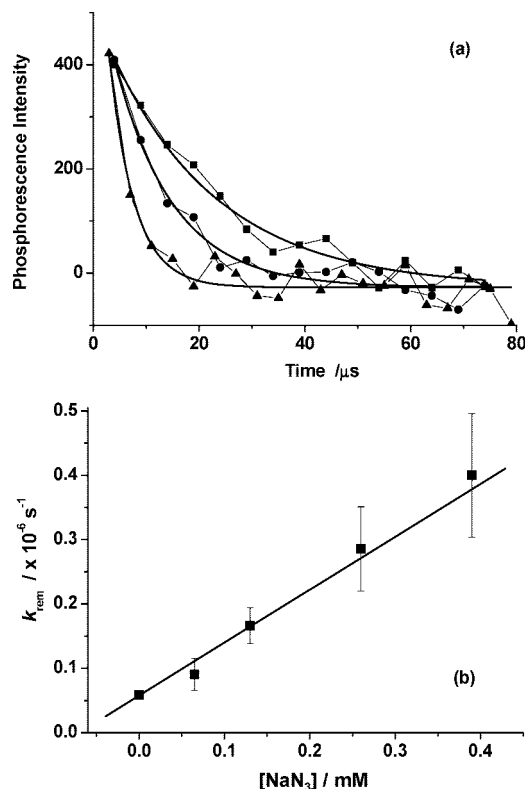 (a)
Phosphorescence Intensity
400
200
0
0 20 40 60 80
Time /μs
0.5
0.4
0.3
0.2
0.1
0.0
k_rem / x 10⁻⁶ s⁻¹
(b)
0.0 0.1 0.2 0.3 0.4
[NaN₃] / mM